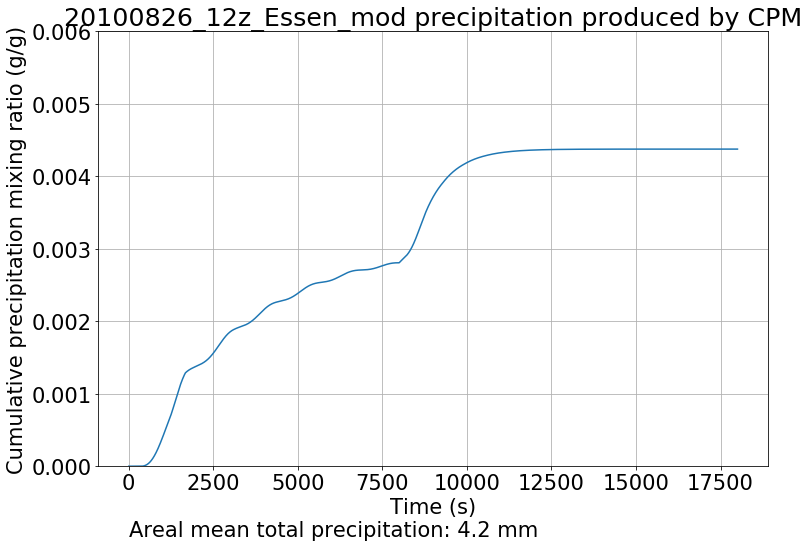 20100826_12z_Essen_mod precipitation produced by CPM
Cumulative precipitation mixing ratio (g/g)
0.006
0.005
0.004
0.003
0.002
0.001
0.000
0 2500 5000 7500 10000 12500 15000 17500
Time (s)
Areal mean total precipitation: 4.2 mm